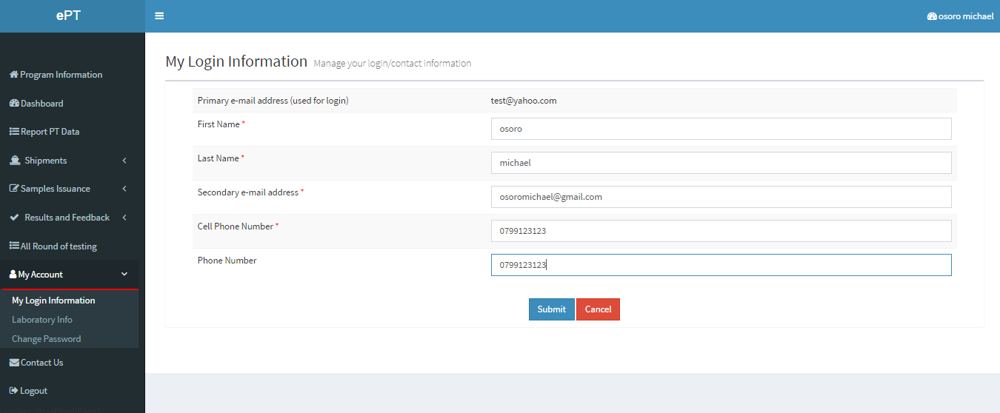 ePT
osoro michael
Program Information
Dashboard
Report PT Data
Shipments
Samples Issuance
Results and Feedback
All Round of testing
My Account
My Login Information
Laboratory Info
Change Password
Contact Us
Logout
My Login Information Manage your login/contact information
Primary e-mail address (used for login) test@yahoo.com
First Name * osoro
Last Name * michael
Secondary e-mail address * osoromichael@gmail.com
Cell Phone Number * 0799123123
Phone Number 0799123123
Submit Cancel